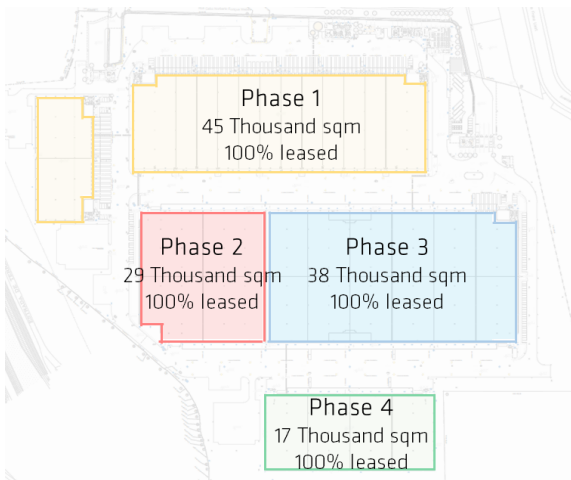 Phase 1
45 Thousand sqm
100% leased
Phase 2
29 Thousand sqm
100% leased
Phase 3
38 Thousand sqm
100% leased
Phase 4
17 Thousand sqm
100% leased